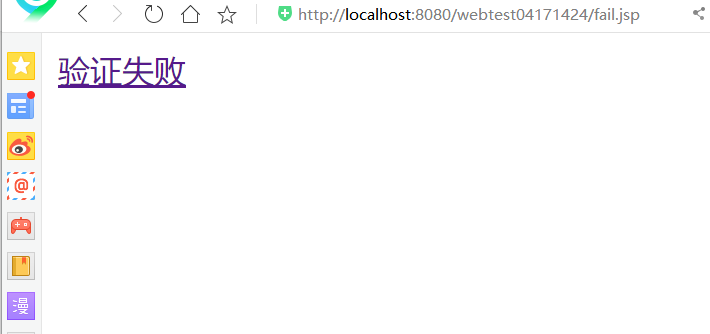 http://localhost:8080/webtest04171424/fail.jsp
验证失败
@
漫